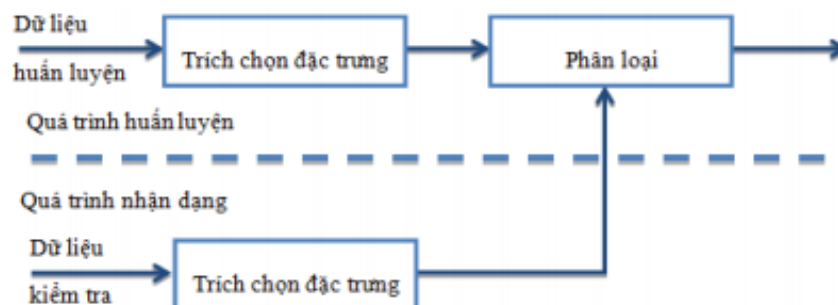 Dữ liệu
huấn luyện
Trích chọn đặc trưng
Phân loại
Quá trình huấn luyện
Quá trình nhận dạng
Dữ liệu
kiểm tra
Trích chọn đặc trưng